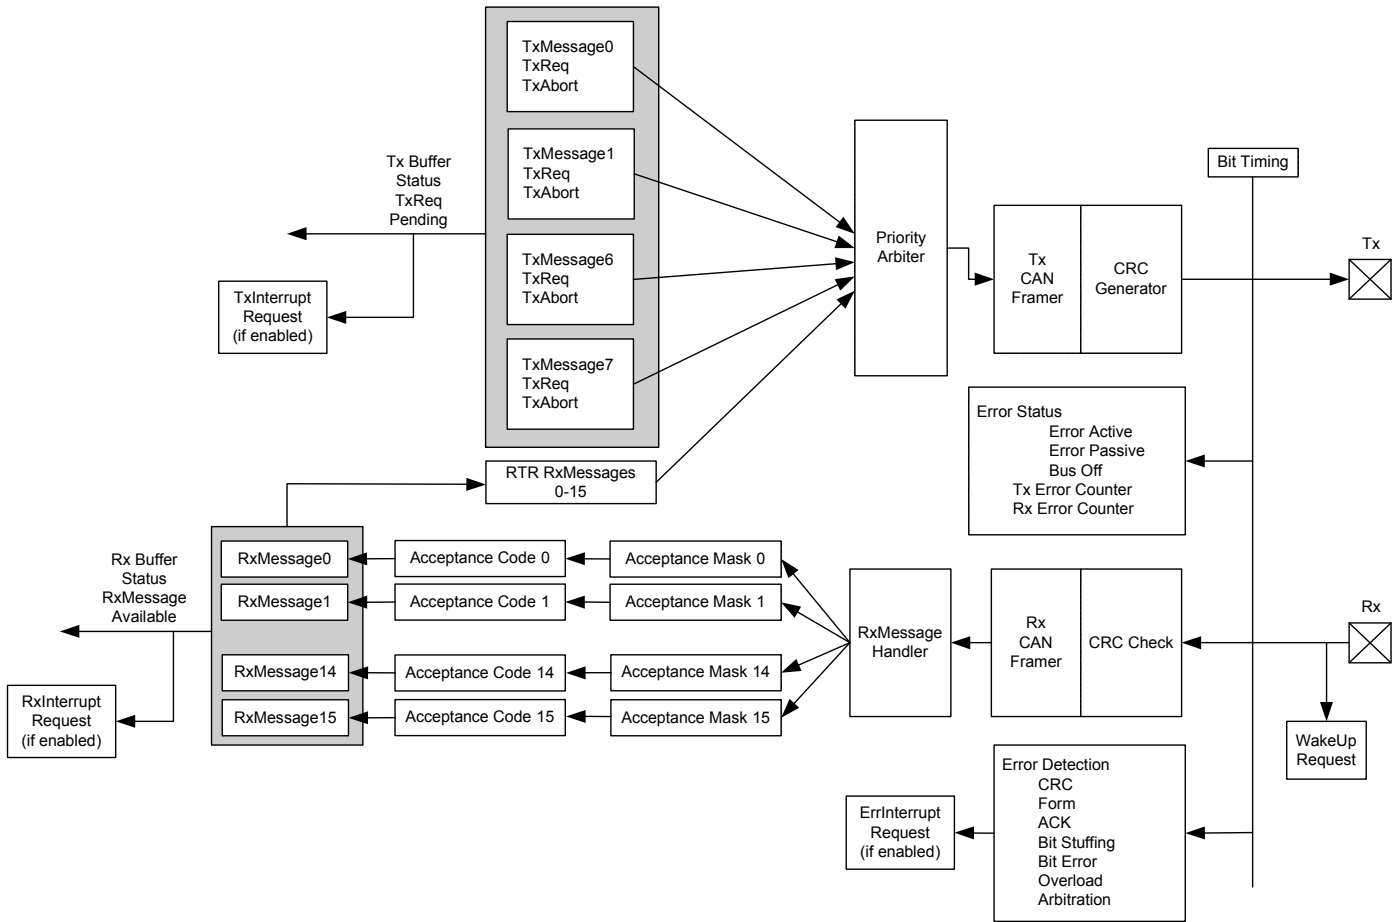 TxMessage0
TxReq
TxAbort
TxMessage1
TxReq
TxAbort
TxMessage6
TxReq
TxAbort
TxMessage7
TxReq
TxAbort
Tx Buffer
Status
TxReq
Pending
TxInterrupt
Request
(if enabled)
Priority
Arbiter
Tx
CAN
Framer
CRC
Generator
Bit Timing
Tx
Error Status
Error Active
Error Passive
Bus Off
Tx Error Counter
Rx Error Counter
RTR RxMessages
0-15
Rx Buffer
Status
RxMessage
Available
RxInterrupt
Request
(if enabled)
RxMessage0
Acceptance Code 0
Acceptance Mask 0
RxMessage1
Acceptance Code 1
Acceptance Mask 1
RxMessage14
Acceptance Code 14
Acceptance Mask 14
RxMessage15
Acceptance Code 15
Acceptance Mask 15
RxMessage
Handler
Rx
CAN
Framer
CRC Check
Rx
WakeUp
Request
Error Detection
CRC
Form
ACK
Bit Stuffing
Bit Error
Overload
Arbitration
ErrInterrupt
Request
(if enabled)